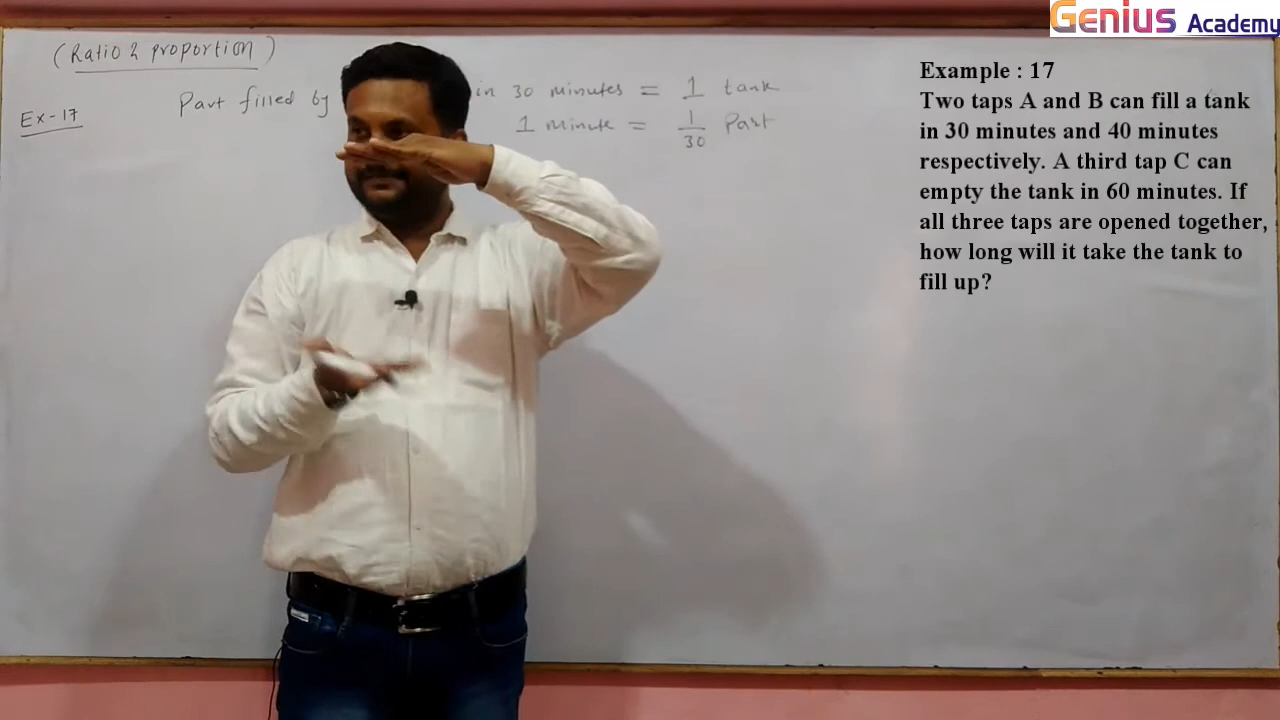 Genius Academy
(Ratio & proportion)
Ex-17
Part filled by in 30 minutes = 1 tank
1 minute = 1/30 Part
Example : 17
Two taps A and B can fill a tank
in 30 minutes and 40 minutes
respectively. A third tap C can
empty the tank in 60 minutes. If
all three taps are opened together,
how long will it take the tank to
fill up?